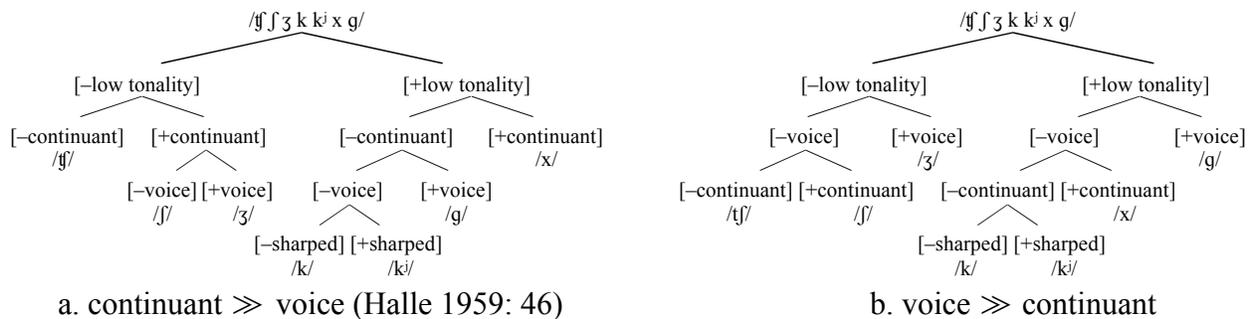 /ʧ ʃ ʒ k kʲ x ɡ/
[–low tonality] [+low tonality]
[–continuant] [+continuant] [–continuant] [+continuant]
/ʧ/ /x/
[–voice] [+voice] [–voice] [+voice]
/ʃ/ /ʒ/ /ɡ/
[–sharped] [+sharped]
/k/ /kʲ/
a. continuant ≫ voice (Halle 1959: 46)
/ʧ ʃ ʒ k kʲ x ɡ/
[–low tonality] [+low tonality]
[–voice] [+voice] [–voice] [+voice]
/ʒ/ /ɡ/
[–continuant] [+continuant] [–continuant] [+continuant]
/tʃ/ /ʃ/ /x/
[–sharped] [+sharped]
/k/ /kʲ/
b. voice ≫ continuant